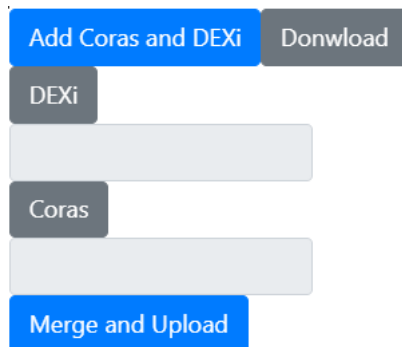 Add Coras and DEXi Donwload
DEXi
Coras
Merge and Upload